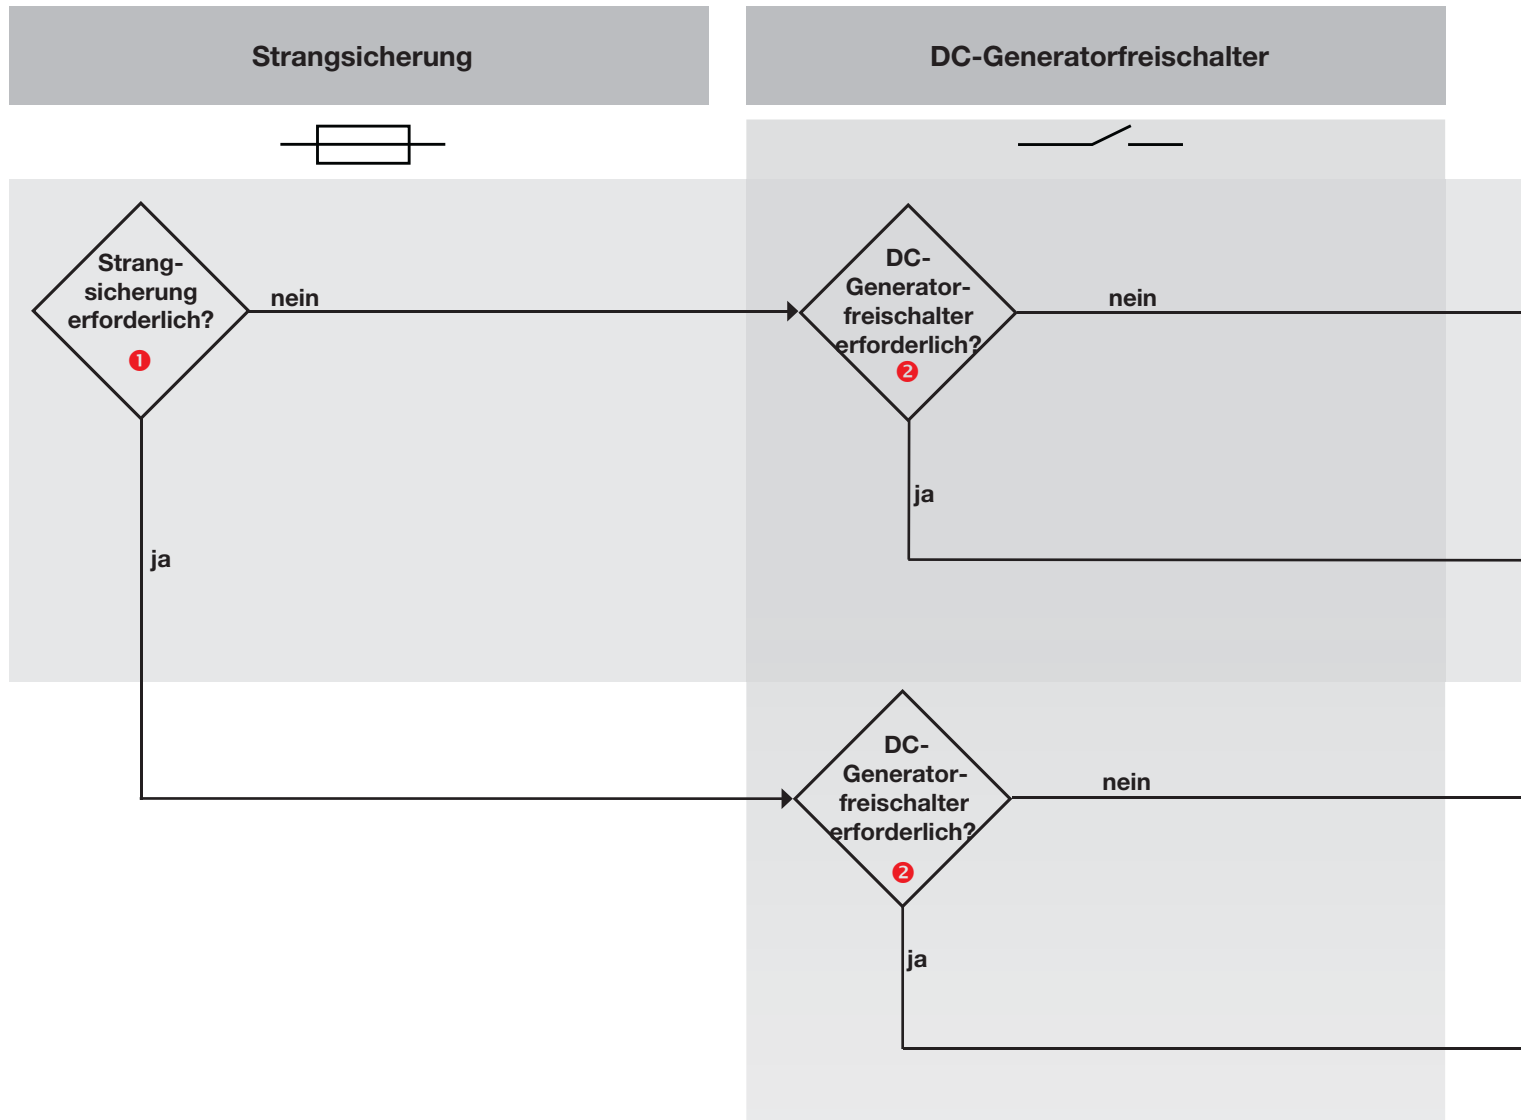 Strangsicherung
DC-Generatorfreischalter
Strang-
sicherung
erforderlich?
1
nein
ja
DC-
Generator-
freischalter
erforderlich?
2
nein
ja
DC-
Generator-
freischalter
erforderlich?
2
nein
ja